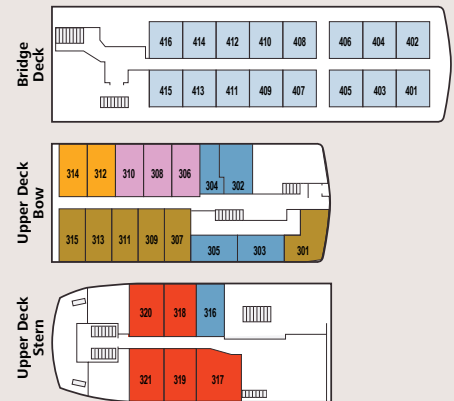 Bridge
Deck
416 414 412 410 408 406 404 402
415 413 411 409 407 405 403 401
Upper Deck
Bow
314 312 310 308 306 304 302
315 313 311 309 307 305 303 301
Upper Deck
Stern
320 318 316
321 319 317